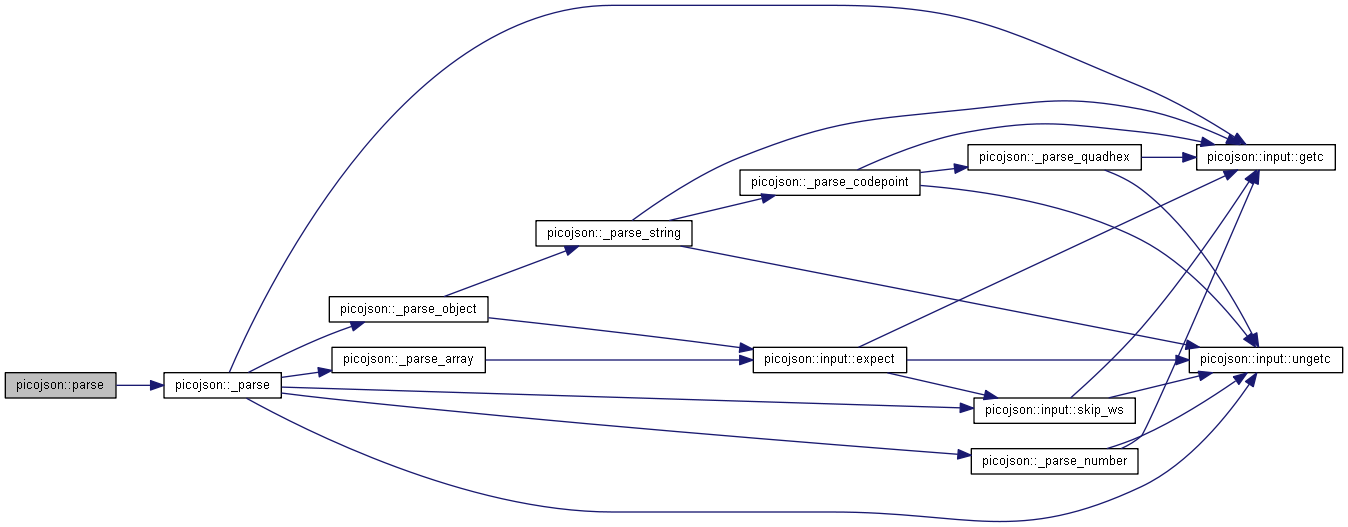 picojson::parse
picojson::_parse
picojson::_parse_object
picojson::_parse_array
picojson::_parse_string
picojson::_parse_codepoint
picojson::_parse_quadhex
picojson::input::getc
picojson::input::expect
picojson::input::ungetc
picojson::input::skip_ws
picojson::_parse_number